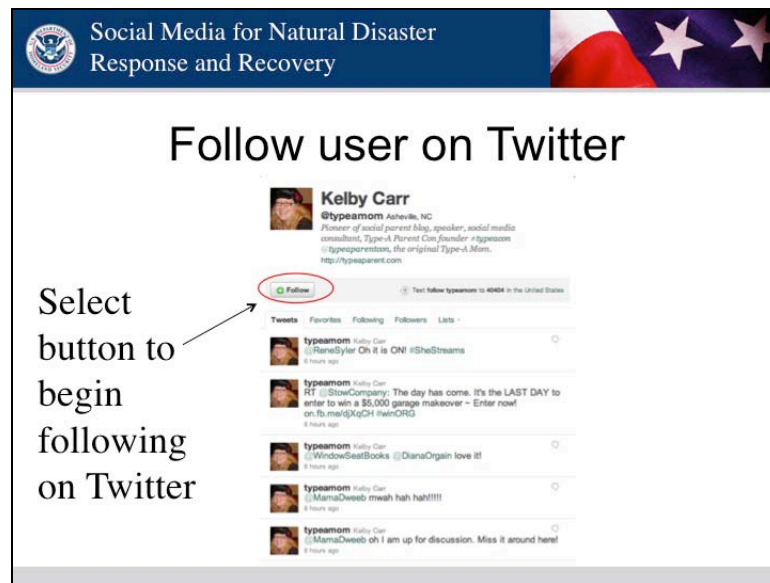 Social Media for Natural Disaster
Response and Recovery
Follow user on Twitter
Select
button to
begin
following
on Twitter
Kelby Carr
@typeamom Asheville, NC
Pioneer of social parent blog, speaker, social media
consultant, Type-A Parent Con founder #typeacon
@typeaparentcon, the original Type-A Mom.
http://typeaparent.com
Follow
Text follow typeamom to 40404 in the United States
Tweets Favorites Following Followers Lists
typeamom Kelby Carr
@ReneSyler Oh it is ON! #SheStreams
6 hours ago
typeamom Kelby Carr
RT @StowCompany: The day has come. It's the LAST DAY to
enter to win a $5,000 garage makeover ~ Enter now!
on.fb.me/djXqCH #winORG
8 hours ago
typeamom Kelby Carr
@WindowSeatBooks @DianaOrgain love it!
8 hours ago
typeamom Kelby Carr
@MamaDweeb mwah hah hah!!!!!
8 hours ago
typeamom Kelby Carr
@MamaDweeb oh I am up for discussion. Miss it around here!
8 hours ago